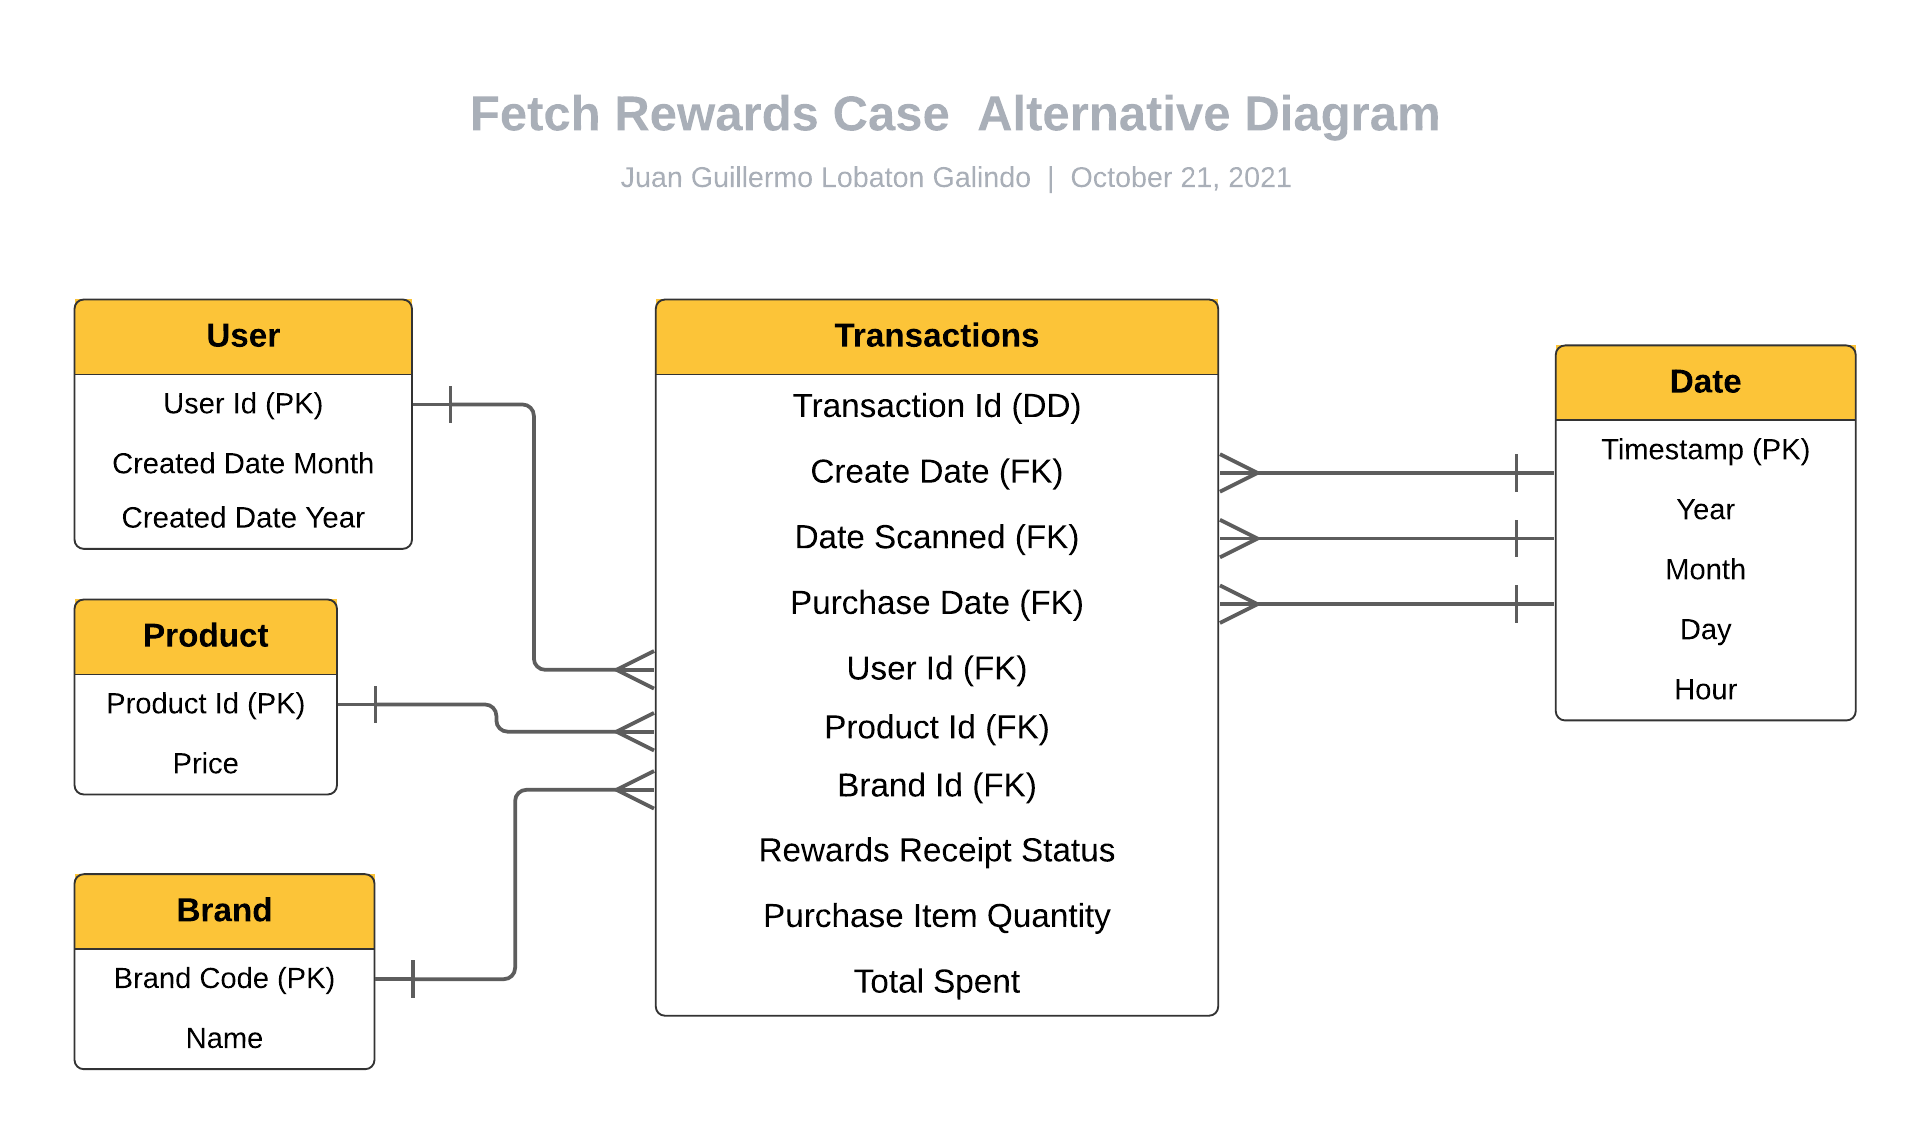 Fetch Rewards Case  Alternative Diagram
Juan Guillermo Lobaton Galindo  |  October 21, 2021
User
User Id (PK)
Created Date Month
Created Date Year
Product
Product Id (PK)
Price
Brand
Brand Code (PK)
Name
Transactions
Transaction Id (DD)
Create Date (FK)
Date Scanned (FK)
Purchase Date (FK)
User Id (FK)
Product Id (FK)
Brand Id (FK)
Rewards Receipt Status
Purchase Item Quantity
Total Spent
Date
Timestamp (PK)
Year
Month
Day
Hour